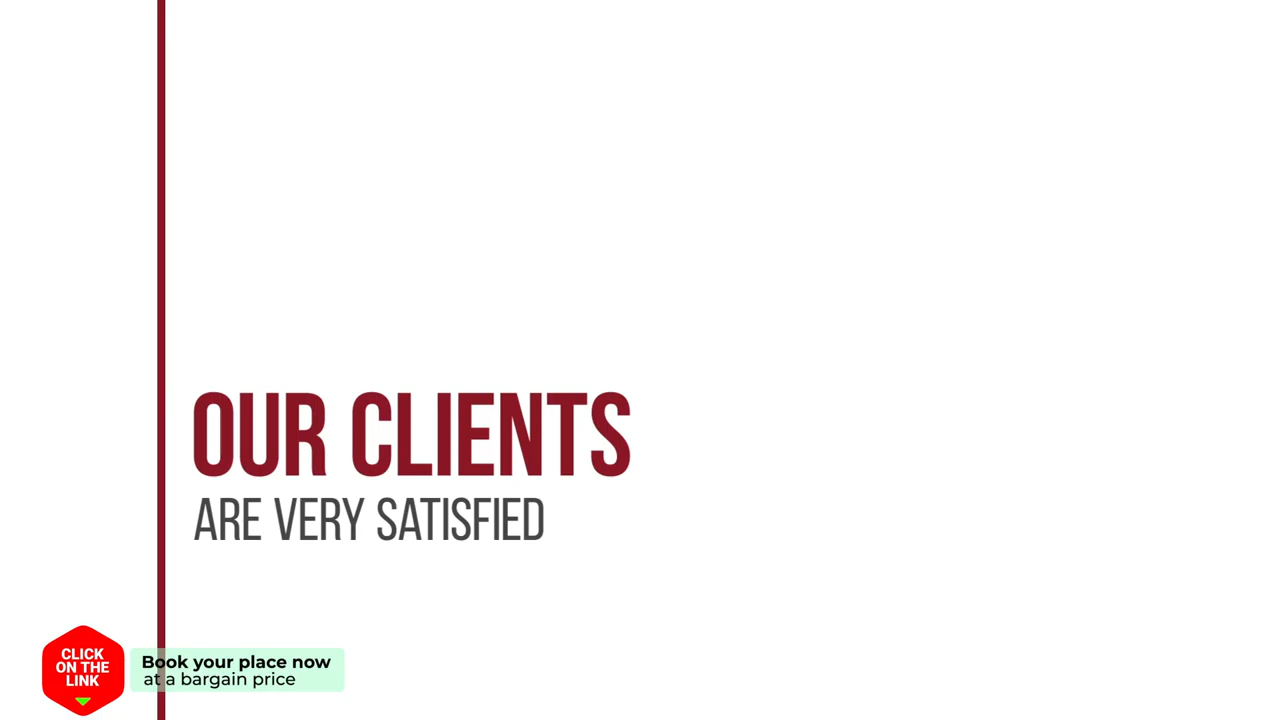 OUR CLIENTS
ARE VERY SATISFIED
CLICK
ON THE
LINK
Book your place now
at a bargain price